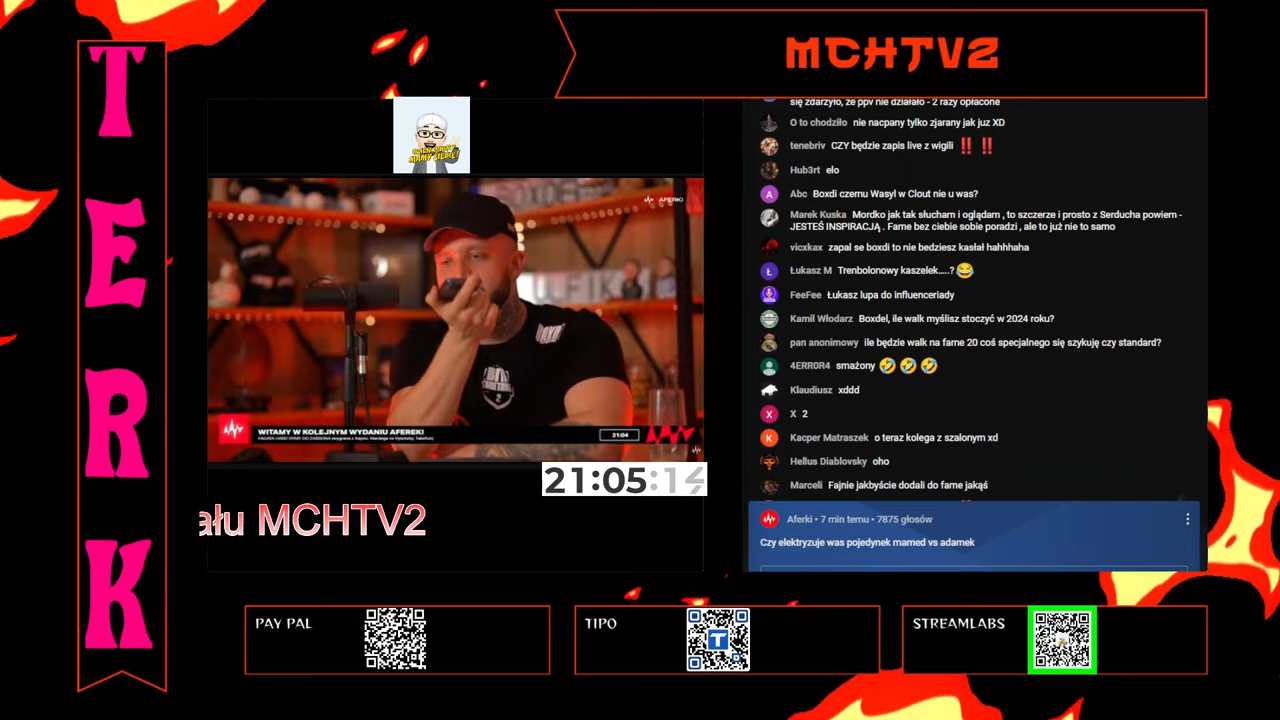 TERK
MCHTV2
się zdarzyło, że ppv nie działało - 2 razy opłacone
O to chodziło nie nacpany tylko zjarany jak juz XD
tenebriv CZY będzie zapis live z wigili ‼️ ‼️
Hub3rt elo
A Abc Boxdi czemu Wasyl w Clout nie u was?
Marek Kuska Mordko jak tak słucham i oglądam , to szczerze i prosto z Serducha powiem -
JESTEŚ INSPIRACJĄ . Fame bez ciebie sobie poradzi , ale to już nie to samo
vicxkax zapal se boxdi to nie bedziesz kasłał hahhhaha
Ł Łukasz M Trenbolonowy kaszelek.....? 😂
FeeFee Łukasz lupa do influenceriady
Kamil Włodarz Boxdel, ile walk myślisz stoczyć w 2024 roku?
pan anonimowy ile będzie walk na fame 20 coś specjalnego się szykuję czy standard?
4ERR0R4 smażony 🤣 🤣 🤣
Klaudiusz xddd
X X 2
K Kacper Matraszek o teraz kolega z szalonym xd
Hellus Diablovsky oho
Marceli Fajnie jakbyście dodali do fame jakąś
Aferki • 7 min temu • 7875 głosów
Czy elektryzuje was pojedynek mamed vs adamek
MAMY CIEBIE!
AFERKI
2
WITAMY W KOLEJNYM WYDANIU AFEREK!
21:04
21:05:14
ału MCHTV2
PAY PAL
TIPO
T
STREAMLABS